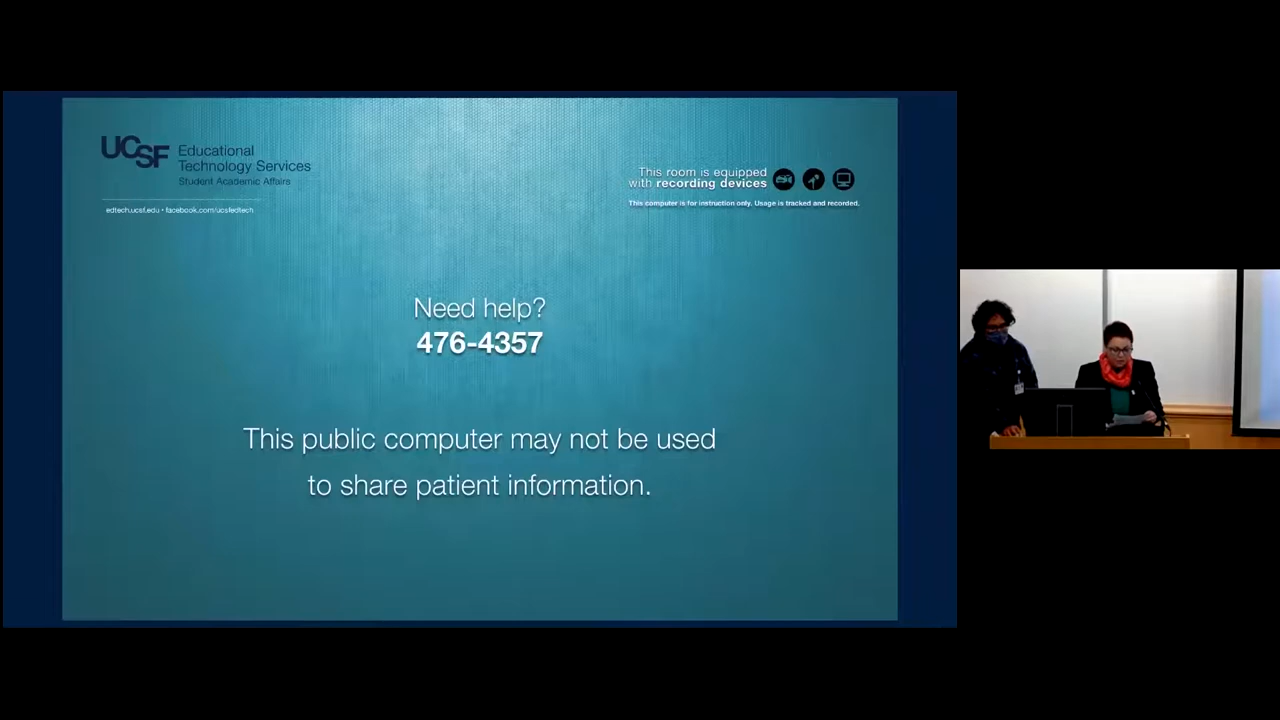 UCSF
Educational
Technology Services
Student Academic Affairs
edtech.ucsf.edu • facebook.com/ucsfedtech
This room is equipped
with recording devices
This computer is for instruction only. Usage is tracked and recorded.
Need help?
476-4357
This public computer may not be used
to share patient information.